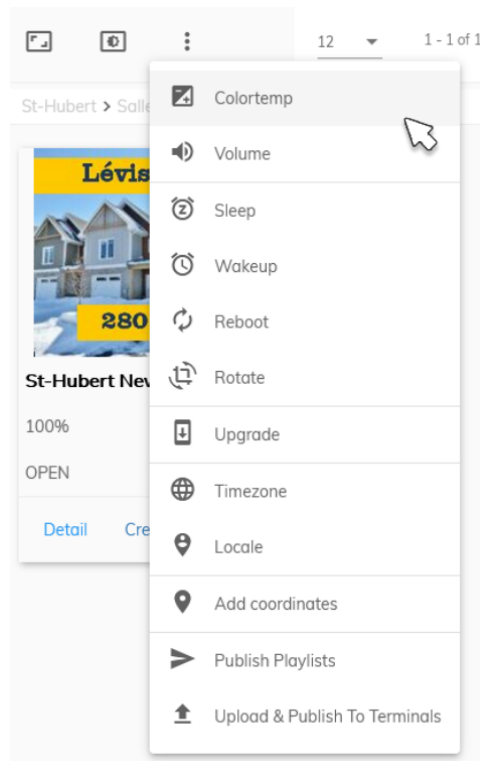 12
1 - 1 of 1
St-Hubert > Salle
Colortemp
Volume
Sleep
Wakeup
Reboot
Rotate
Upgrade
Timezone
Locale
Add coordinates
Publish Playlists
Upload & Publish To Terminals
Lévis
280
St-Hubert New
100%
OPEN
Detail
Cre